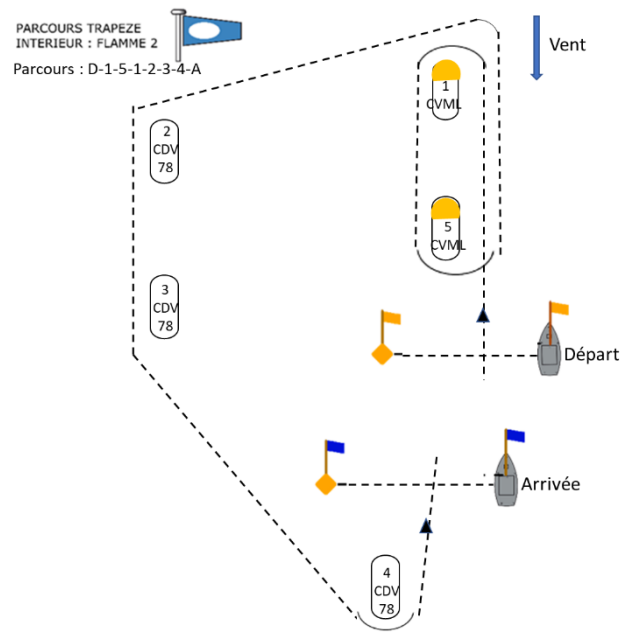 PARCOURS TRAPEZE
INTERIEUR : FLAMME 2
Parcours : D-1-5-1-2-3-4-A
Vent
1
CVML
2
CDV
78
5
CVML
3
CDV
78
Départ
Arrivée
4
CDV
78